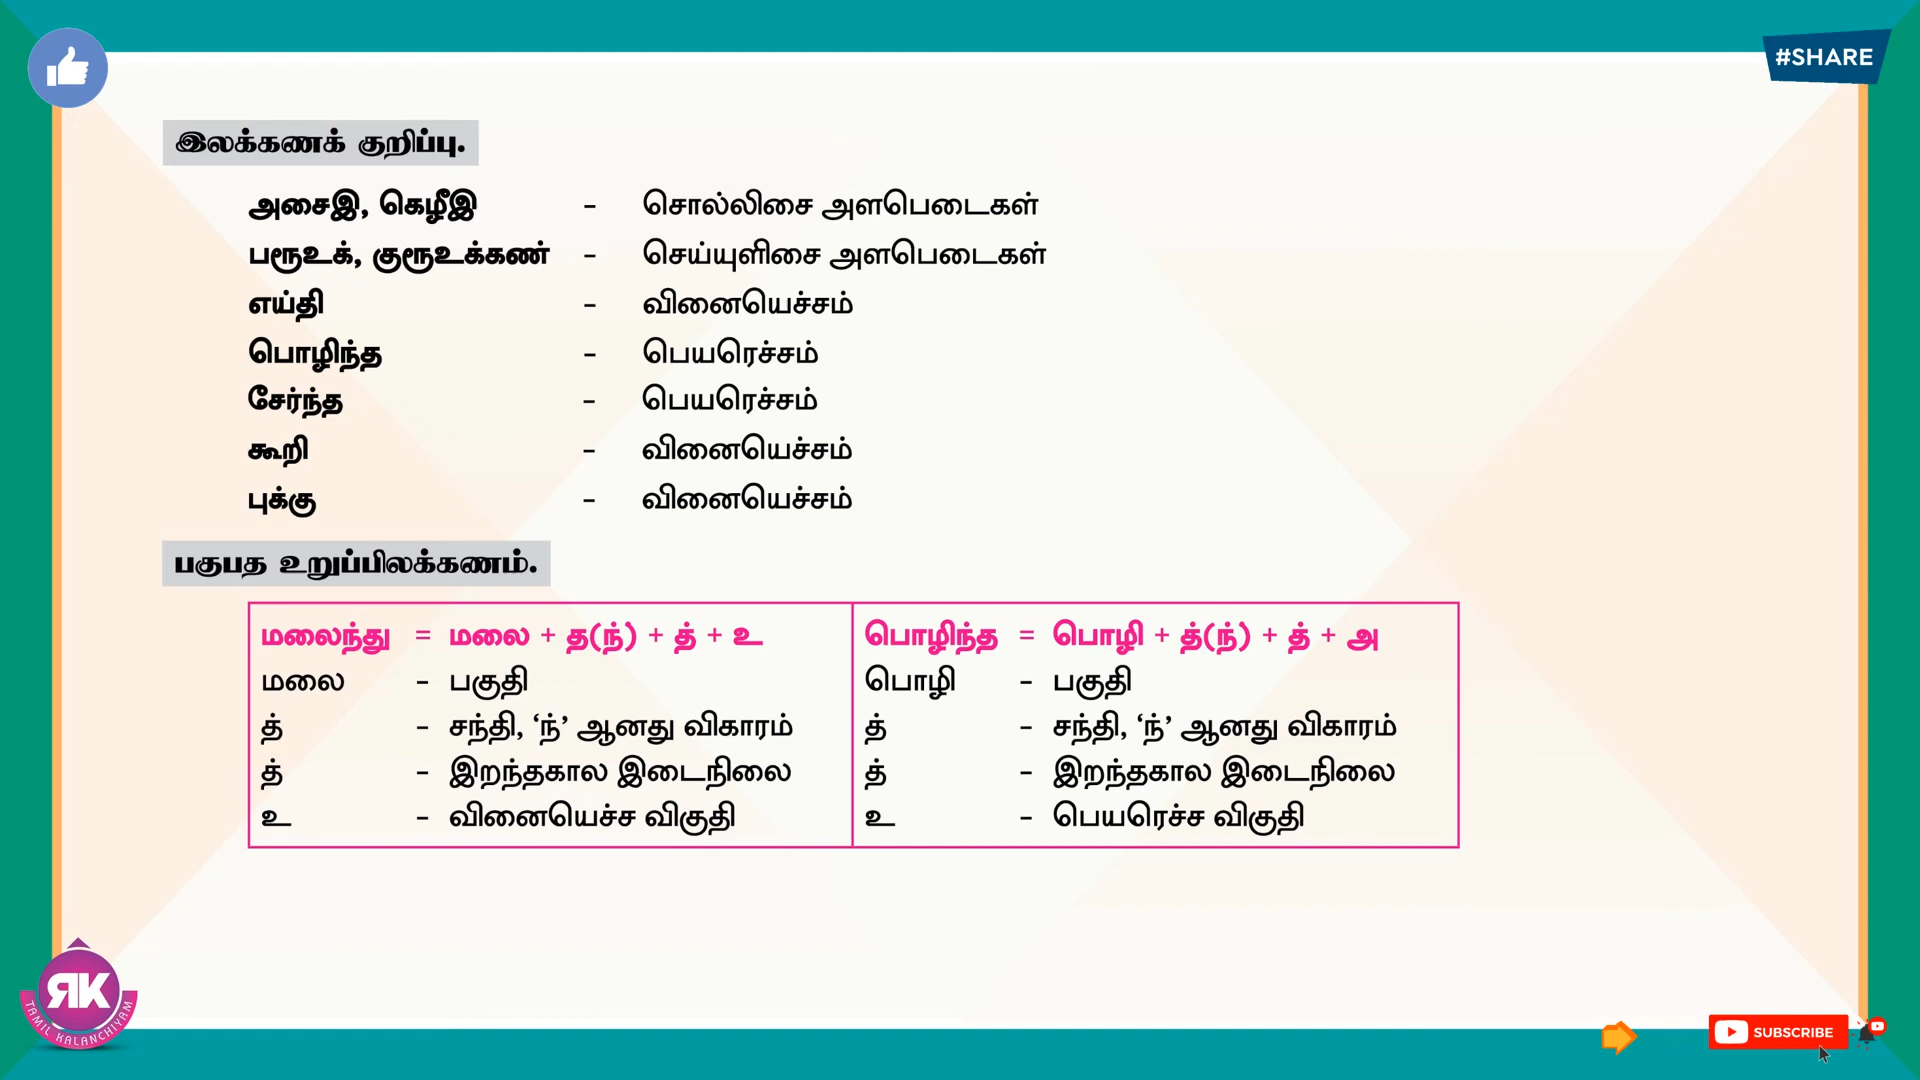 #SHARE
இலக்கணக் குறிப்பு.
அசைஇ, கெழீஇ - சொல்லிசை அளபெடைகள்
பரூஉக், குரூஉக்கண் - செய்யுளிசை அளபெடைகள்
எய்தி - வினையெச்சம்
பொழிந்த - பெயரெச்சம்
சேர்ந்த - பெயரெச்சம்
கூறி - வினையெச்சம்
புக்கு - வினையெச்சம்
பகுபத உறுப்பிலக்கணம்.
மலைந்து = மலை + த(ந்) + த் + உ
மலை - பகுதி
த் - சந்தி, ‘ந்’ ஆனது விகாரம்
த் - இறந்தகால இடைநிலை
உ - வினையெச்ச விகுதி
பொழிந்த = பொழி + த்(ந்) + த் + அ
பொழி - பகுதி
த் - சந்தி, ‘ந்’ ஆனது விகாரம்
த் - இறந்தகால இடைநிலை
உ - பெயரெச்ச விகுதி
RK
TAMIL KALANCHIYAM
SUBSCRIBE